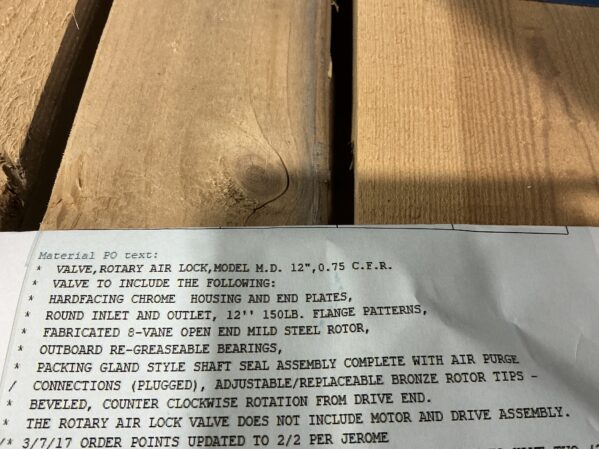 Material PO text:
* VALVE,ROTARY AIR LOCK,MODEL M.D. 12",0.75 C.F.R.
* VALVE TO INCLUDE THE FOLLOWING:
* HARDFACING CHROME HOUSING AND END PLATES,
* ROUND INLET AND OUTLET, 12'' 150LB. FLANGE PATTERNS,
* FABRICATED 8-VANE OPEN END MILD STEEL ROTOR,
* OUTBOARD RE-GREASEABLE BEARINGS,
* PACKING GLAND STYLE SHAFT SEAL ASSEMBLY COMPLETE WITH AIR PURGE
/ CONNECTIONS (PLUGGED), ADJUSTABLE/REPLACEABLE BRONZE ROTOR TIPS -
* BEVELED, COUNTER CLOCKWISE ROTATION FROM DRIVE END.
* THE ROTARY AIR LOCK VALVE DOES NOT INCLUDE MOTOR AND DRIVE ASSEMBLY.
/* 3/7/17 ORDER POINTS UPDATED TO 2/2 PER JEROME